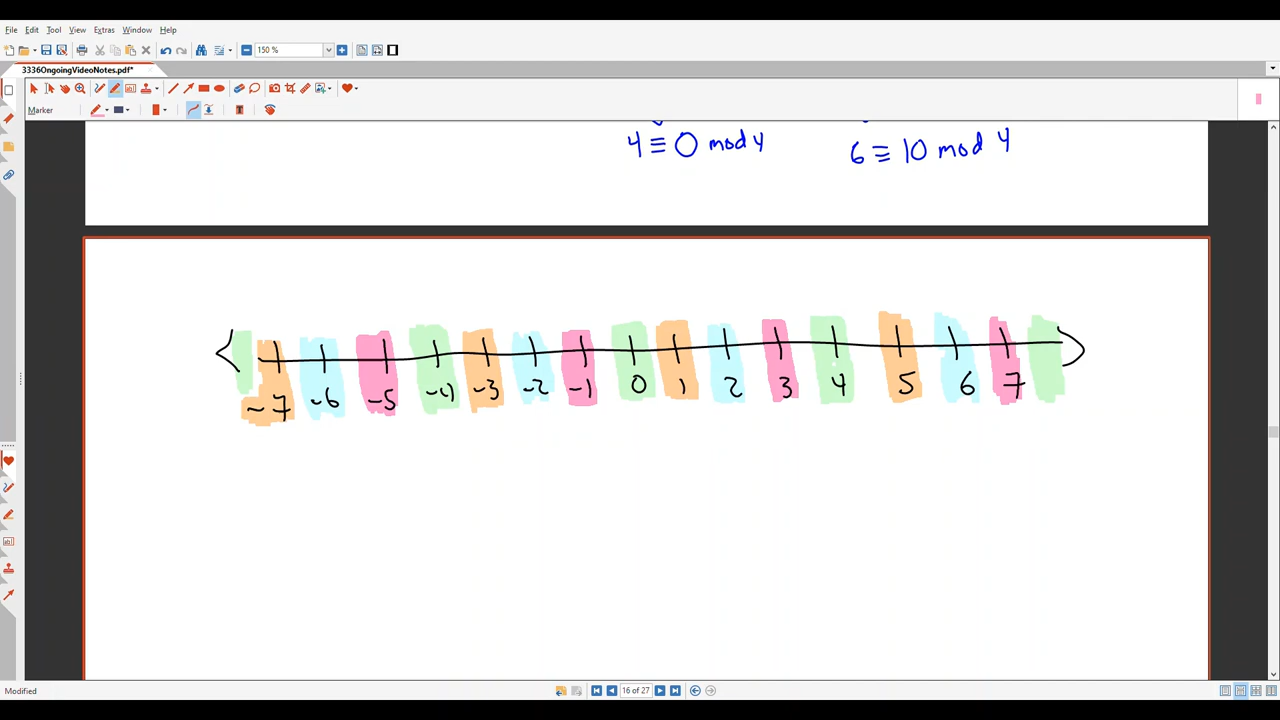 File Edit Tool View Extras Window Help
150 %
3336OngoingVideoNotes.pdf*
Marker
4 ≡ 0 mod 4
6 ≡ 10 mod 4
-7 -6 -5 -4 -3 -2 -1 0 1 2 3 4 5 6 7
Modified
16 of 27